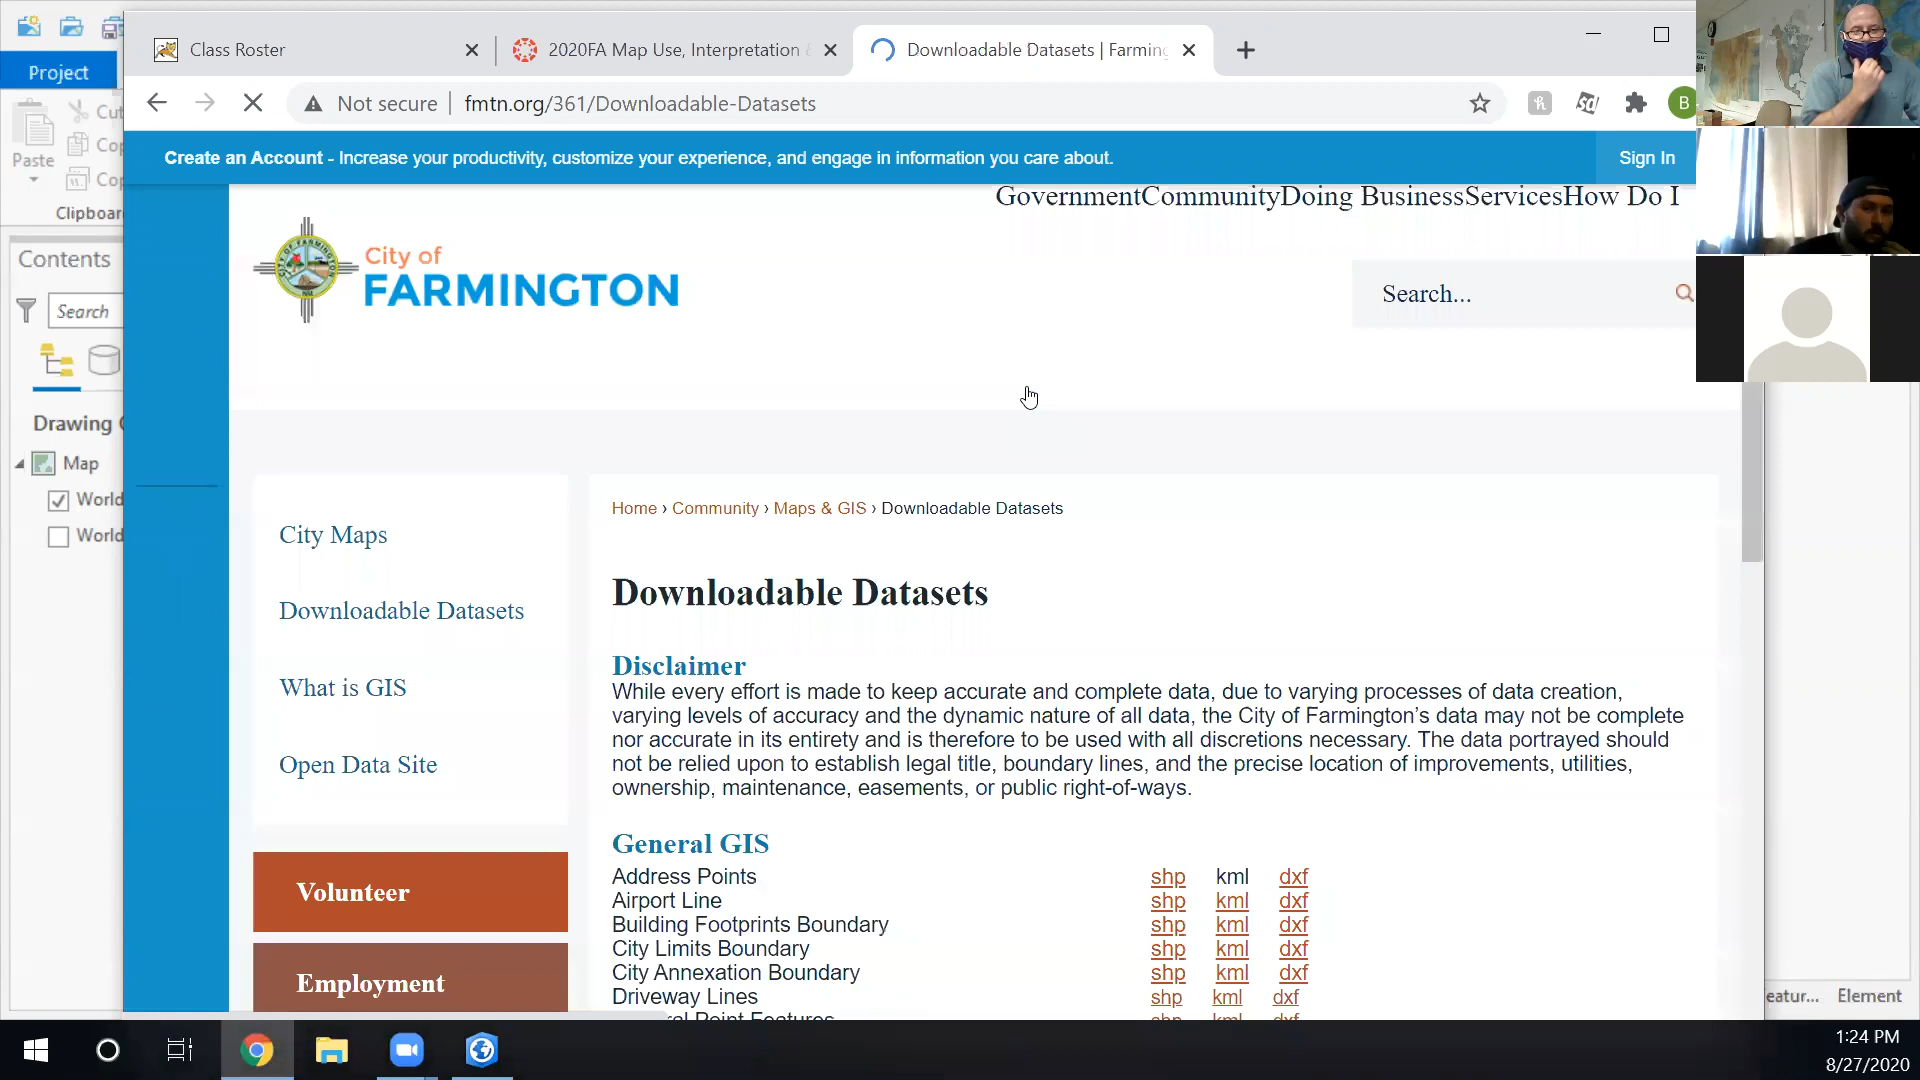 Class Roster
2020FA Map Use, Interpretation
Downloadable Datasets | Farming
Project
Not secure
fmtn.org/361/Downloadable-Datasets
B
Cut
Paste
Clipboar
Create an Account - Increase your productivity, customize your experience, and engage in information you care about.
Sign In
GovernmentCommunityDoing BusinessServicesHow Do I
City of
FARMINGTON
Search...
Contents
Search
Drawing
Map
World
World
City Maps
Downloadable Datasets
What is GIS
Open Data Site
Volunteer
Employment
Home › Community › Maps & GIS › Downloadable Datasets
Downloadable Datasets
Disclaimer
While every effort is made to keep accurate and complete data, due to varying processes of data creation,
varying levels of accuracy and the dynamic nature of all data, the City of Farmington’s data may not be complete
nor accurate in its entirety and is therefore to be used with all discretions necessary. The data portrayed should
not be relied upon to establish legal title, boundary lines, and the precise location of improvements, utilities,
ownership, maintenance, easements, or public right-of-ways.
General GIS
Address Points shp kml dxf
Airport Line shp kml dxf
Building Footprints Boundary shp kml dxf
City Limits Boundary shp kml dxf
City Annexation Boundary shp kml dxf
Driveway Lines shp kml dxf
Point Features shp kml dxf
eatur... Element
1:24 PM
8/27/2020